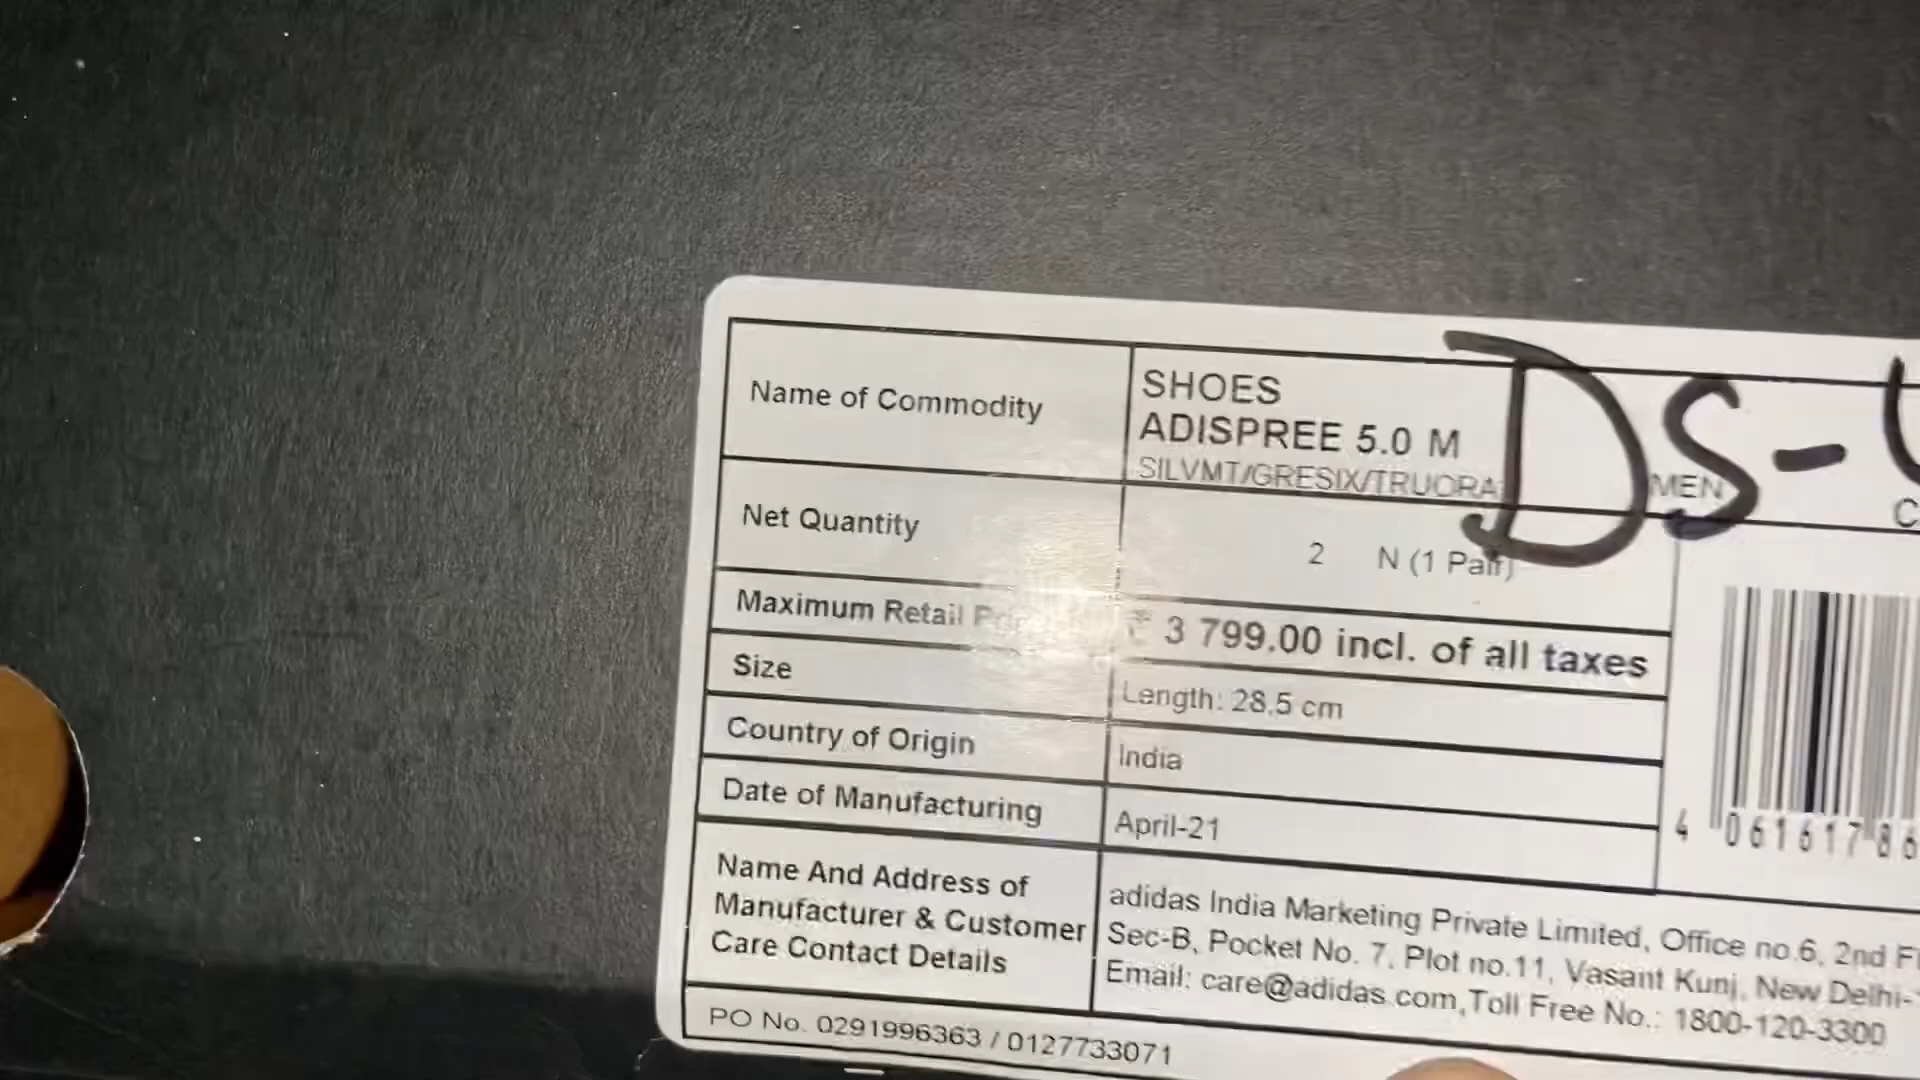 Name of Commodity
SHOES
ADISPREE 5.0 M
SILVMT/GRESIX/TRUORA
MEN
DS-
Net Quantity
2 N (1 Pair)
Maximum Retail
₹ 3 799.00 incl. of all taxes
Size
Length: 28.5 cm
Country of Origin
India
Date of Manufacturing
April-21
4 061617 86
Name And Address of
Manufacturer & Customer
Care Contact Details
adidas India Marketing Private Limited, Office no.6, 2nd
Sec-B, Pocket No. 7, Plot no.11, Vasant Kunj, New Delhi-
Email: care@adidas.com,Toll Free No.: 1800-120-3300
PO No. 0291996363 / 0127733071